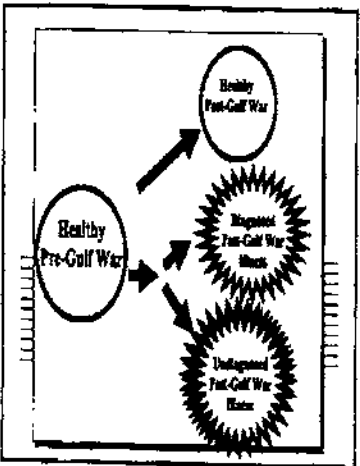 Healthy
Post-Gulf War
Healthy
Pre-Gulf War
Diagnosed
Post-Gulf War
Illness
Undiagnosed
Post-Gulf War
Illness